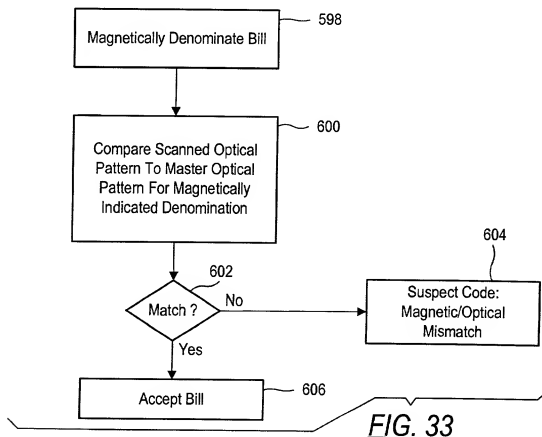 Magnetically Denominate Bill
598
Compare Scanned Optical
Pattern To Master Optical
Pattern For Magnetically
Indicated Denomination
600
602
Match ?
No
Yes
604
Suspect Code:
Magnetic/Optical
Mismatch
Accept Bill
606
FIG. 33